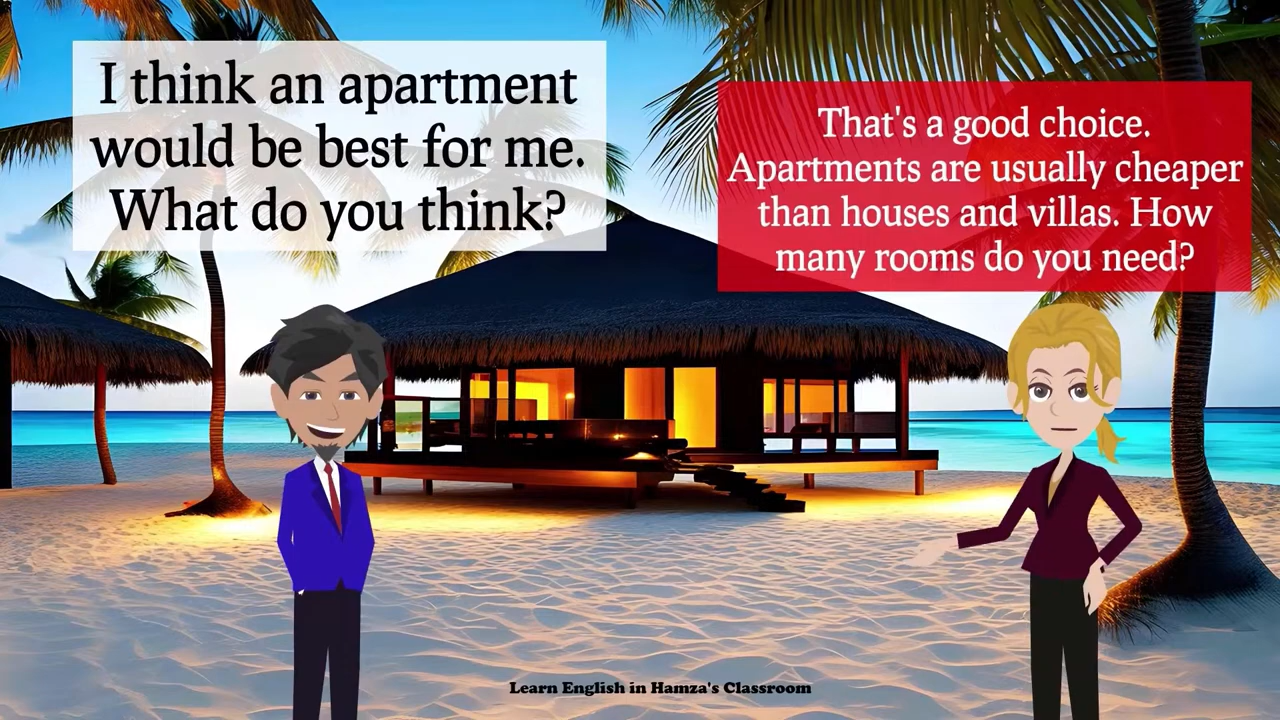 I think an apartment
would be best for me.
What do you think?
That's a good choice.
Apartments are usually cheaper
than houses and villas. How
many rooms do you need?
Learn English in Hamza's Classroom